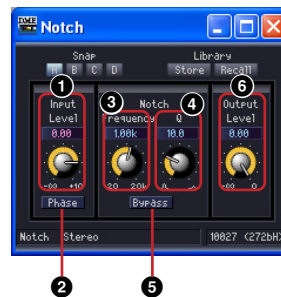 Notch
Snap
Library
A B C D
Store Recall
1
3
4
6
Input
Level
Notch
Frequency Q
Output
Level
0.00
1.00k
10.0
0.00
-∞ +10
20 20k
0 ∞
-∞ 0
Phase
Bypass
Notch Stereo
10027 (272bH)
2
5